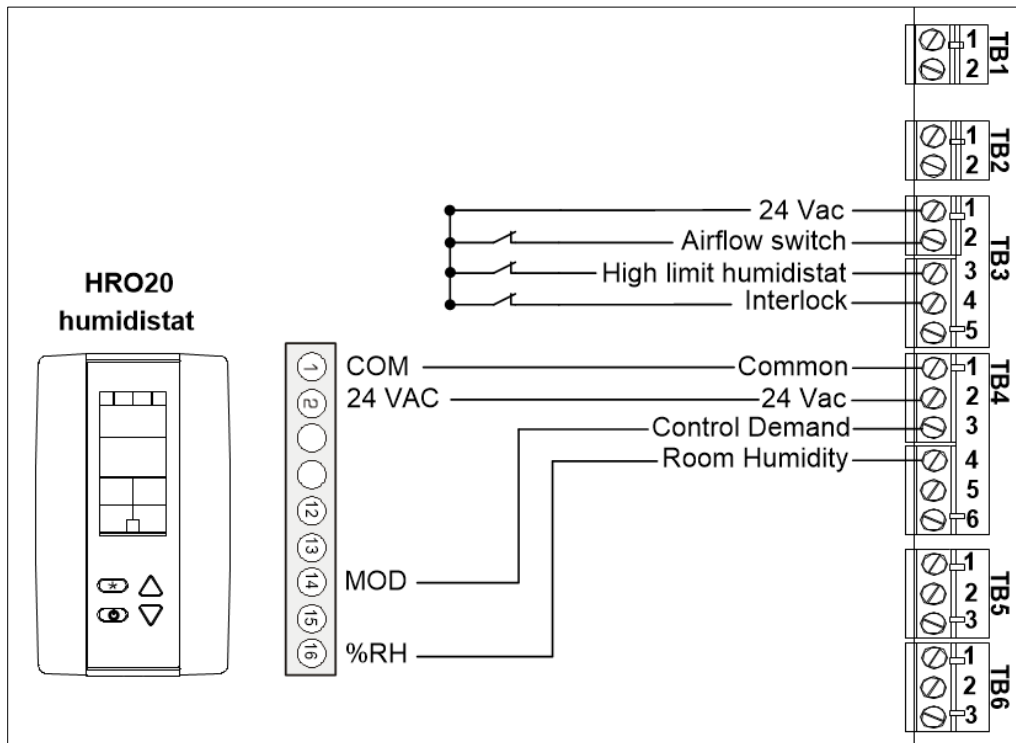 1
2
TB1
1
2
TB2
24 Vac
1
Airflow switch
2
High limit humidistat
3
Interlock
4
5
TB3
HRO20
humidistat
1
COM
Common
1
2
24 VAC
24 Vac
2
Control Demand
3
Room Humidity
4
12
5
6
TB4
13
14
MOD
15
16
%RH
1
2
3
TB5
1
2
3
TB6